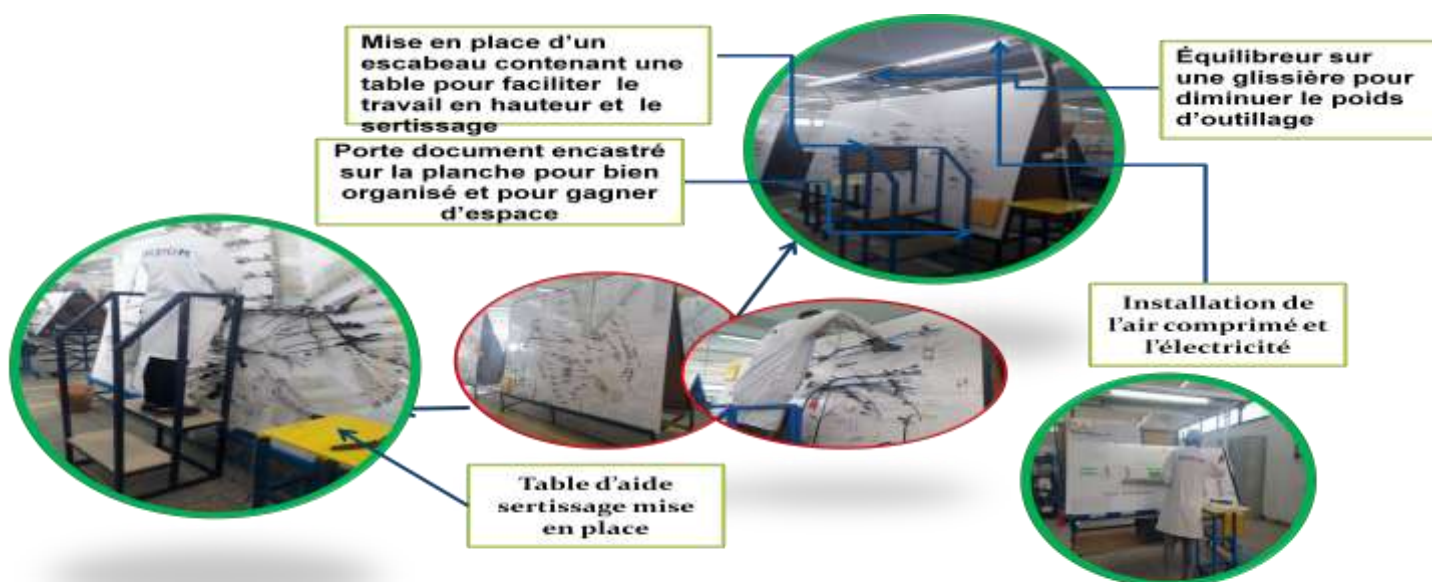 Mise en place d’un
escabeau contenant une
table pour faciliter le
travail en hauteur et le
sertissage
Équilibreur sur
une glissière pour
diminuer le poids
d’outillage
Porte document encastré
sur la planche pour bien
organisé et pour gagner
d’espace
Installation de
l’air comprimé et
l’électricité
Table d’aide
sertissage mise
en place